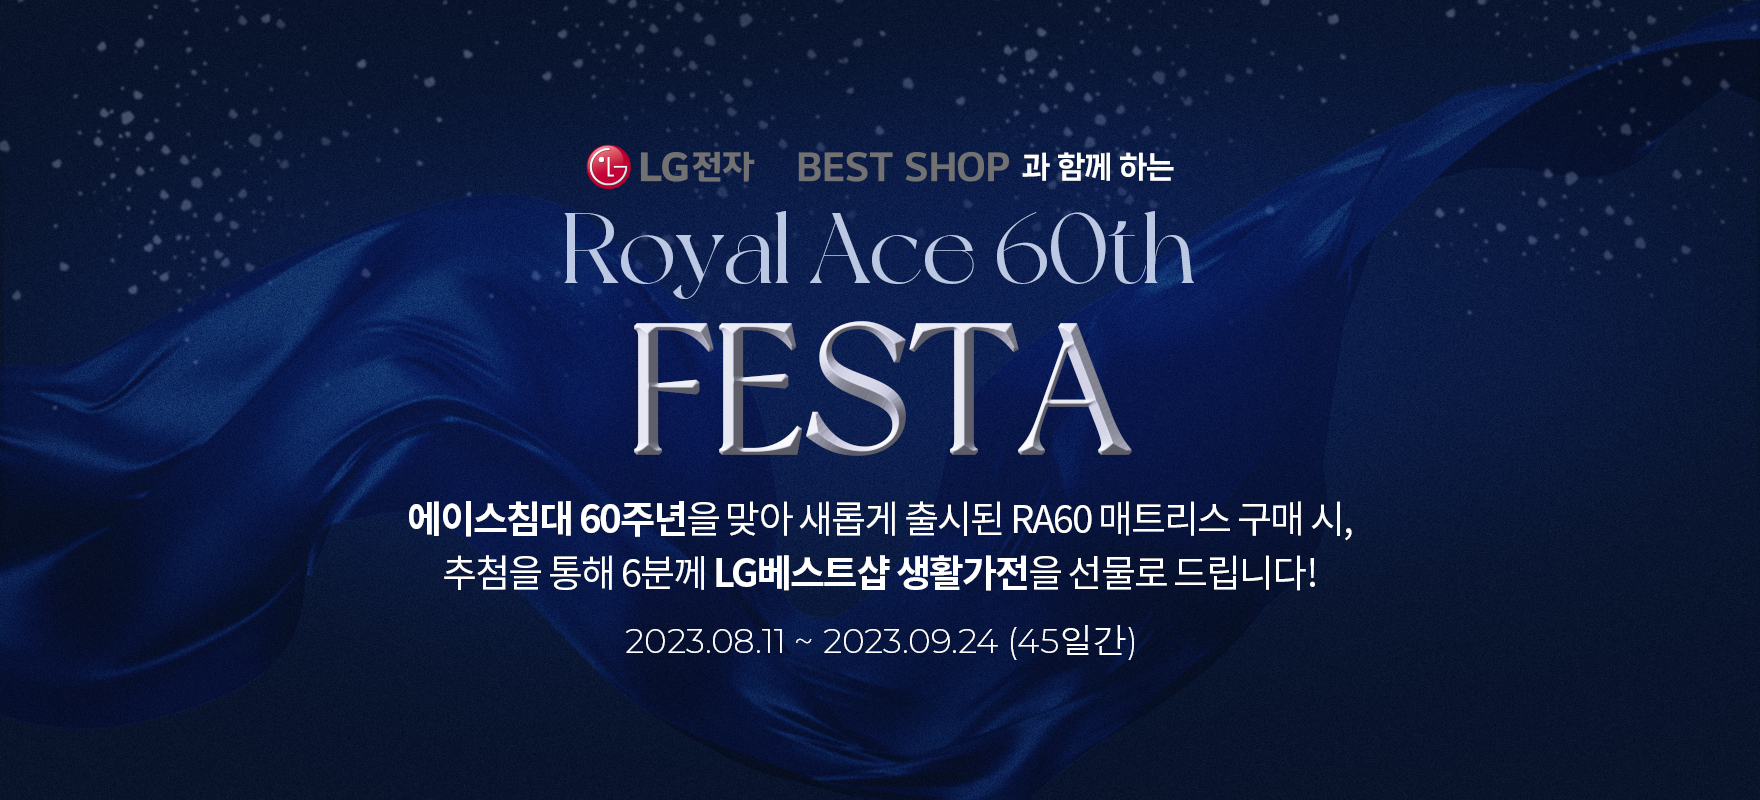 LG전자 BEST SHOP 과 함께 하는
Royal Ace 60th
FESTA
에이스침대 60주년을 맞아 새롭게 출시된 RA60 매트리스 구매 시,
추첨을 통해 6분께 LG베스트샵 생활가전을 선물로 드립니다!
2023.08.11 ~ 2023.09.24 (45일간)